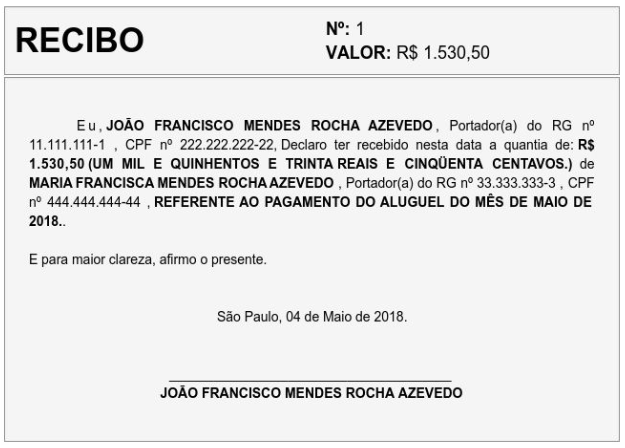 RECIBO
Nº: 1
VALOR: R$ 1.530,50
Eu, JOÃO FRANCISCO MENDES ROCHA AZEVEDO, Portador(a) do RG nº
11.111.111-1 , CPF nº 222.222.222-22, Declaro ter recebido nesta data a quantia de: R$
1.530,50 (UM MIL E QUINHENTOS E TRINTA REAIS E CINQÜENTA CENTAVOS.) de
MARIA FRANCISCA MENDES ROCHA AZEVEDO , Portador(a) do RG nº 33.333.333-3 , CPF
nº 444.444.444-44 , REFERENTE AO PAGAMENTO DO ALUGUEL DO MÊS DE MAIO DE
2018..
E para maior clareza, afirmo o presente.
São Paulo, 04 de Maio de 2018.
JOÃO FRANCISCO MENDES ROCHA AZEVEDO